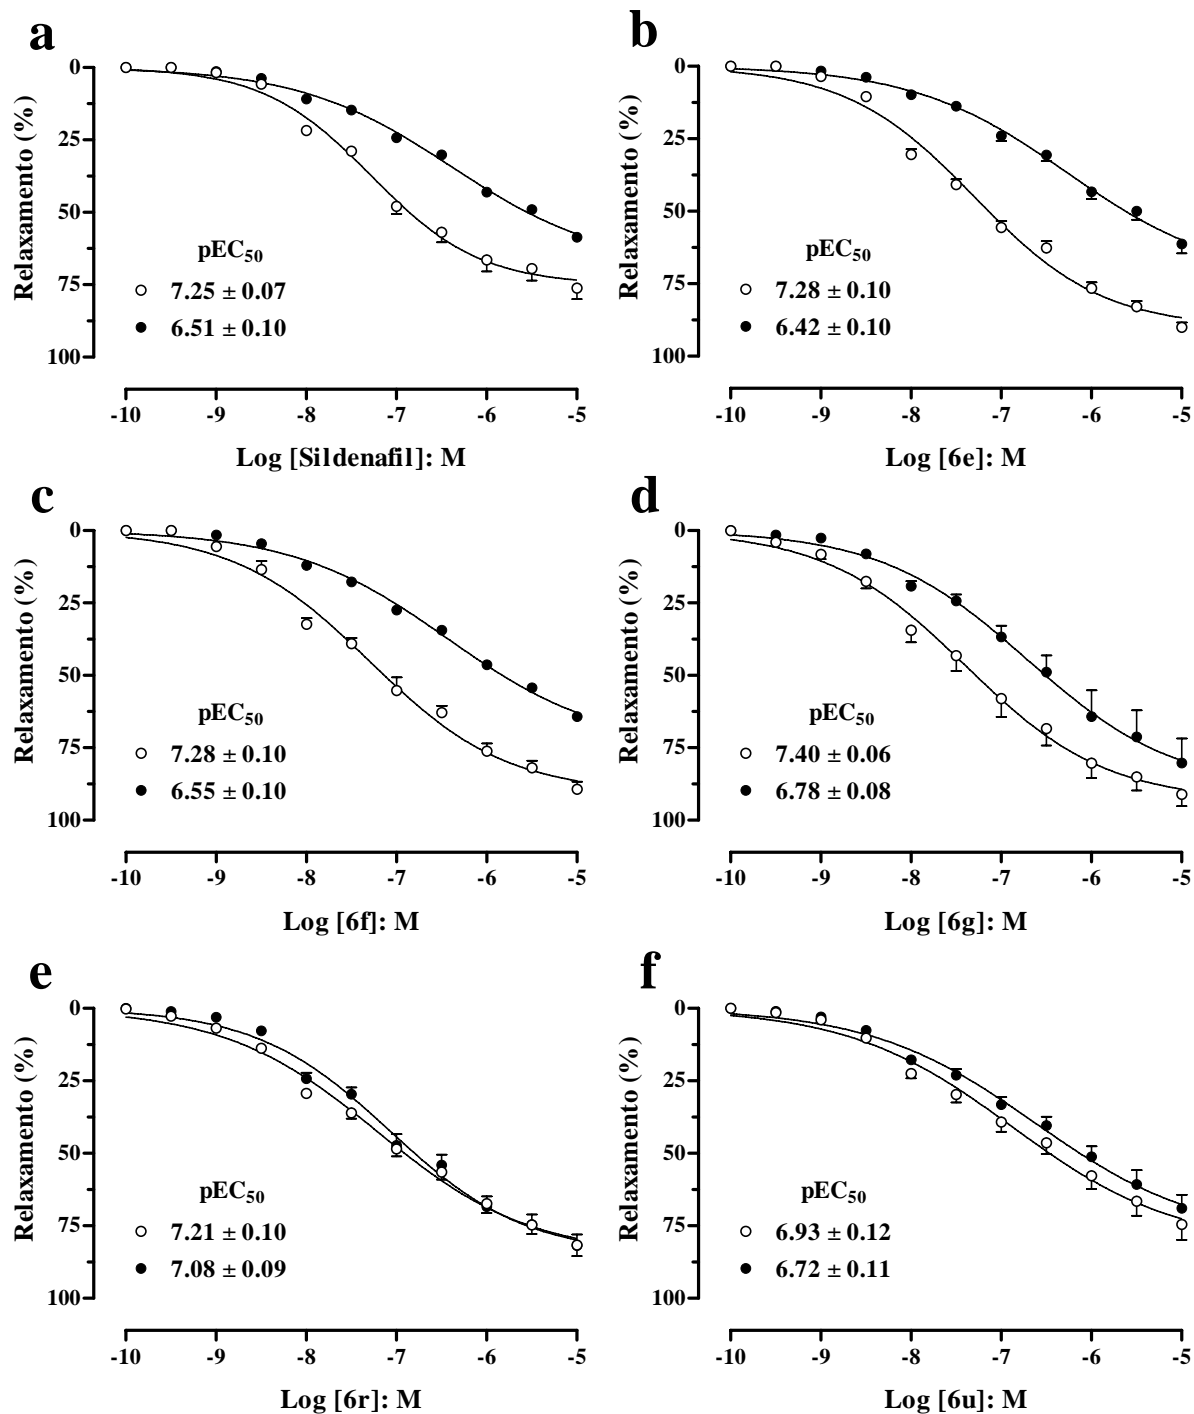 a
0
25
50
75
100
Relaxamento (%)
pEC50
7.25 ± 0.07
6.51 ± 0.10
-10 -9 -8 -7 -6 -5
Log [Sildenafil]: M
b
0
25
50
75
100
Relaxamento (%)
pEC50
7.28 ± 0.10
6.42 ± 0.10
-10 -9 -8 -7 -6 -5
Log [6e]: M
c
0
25
50
75
100
Relaxamento (%)
pEC50
7.28 ± 0.10
6.55 ± 0.10
-10 -9 -8 -7 -6 -5
Log [6f]: M
d
0
25
50
75
100
Relaxamento (%)
pEC50
7.40 ± 0.06
6.78 ± 0.08
-10 -9 -8 -7 -6 -5
Log [6g]: M
e
0
25
50
75
100
Relaxamento (%)
pEC50
7.21 ± 0.10
7.08 ± 0.09
-10 -9 -8 -7 -6 -5
Log [6r]: M
f
0
25
50
75
100
Relaxamento (%)
pEC50
6.93 ± 0.12
6.72 ± 0.11
-10 -9 -8 -7 -6 -5
Log [6u]: M